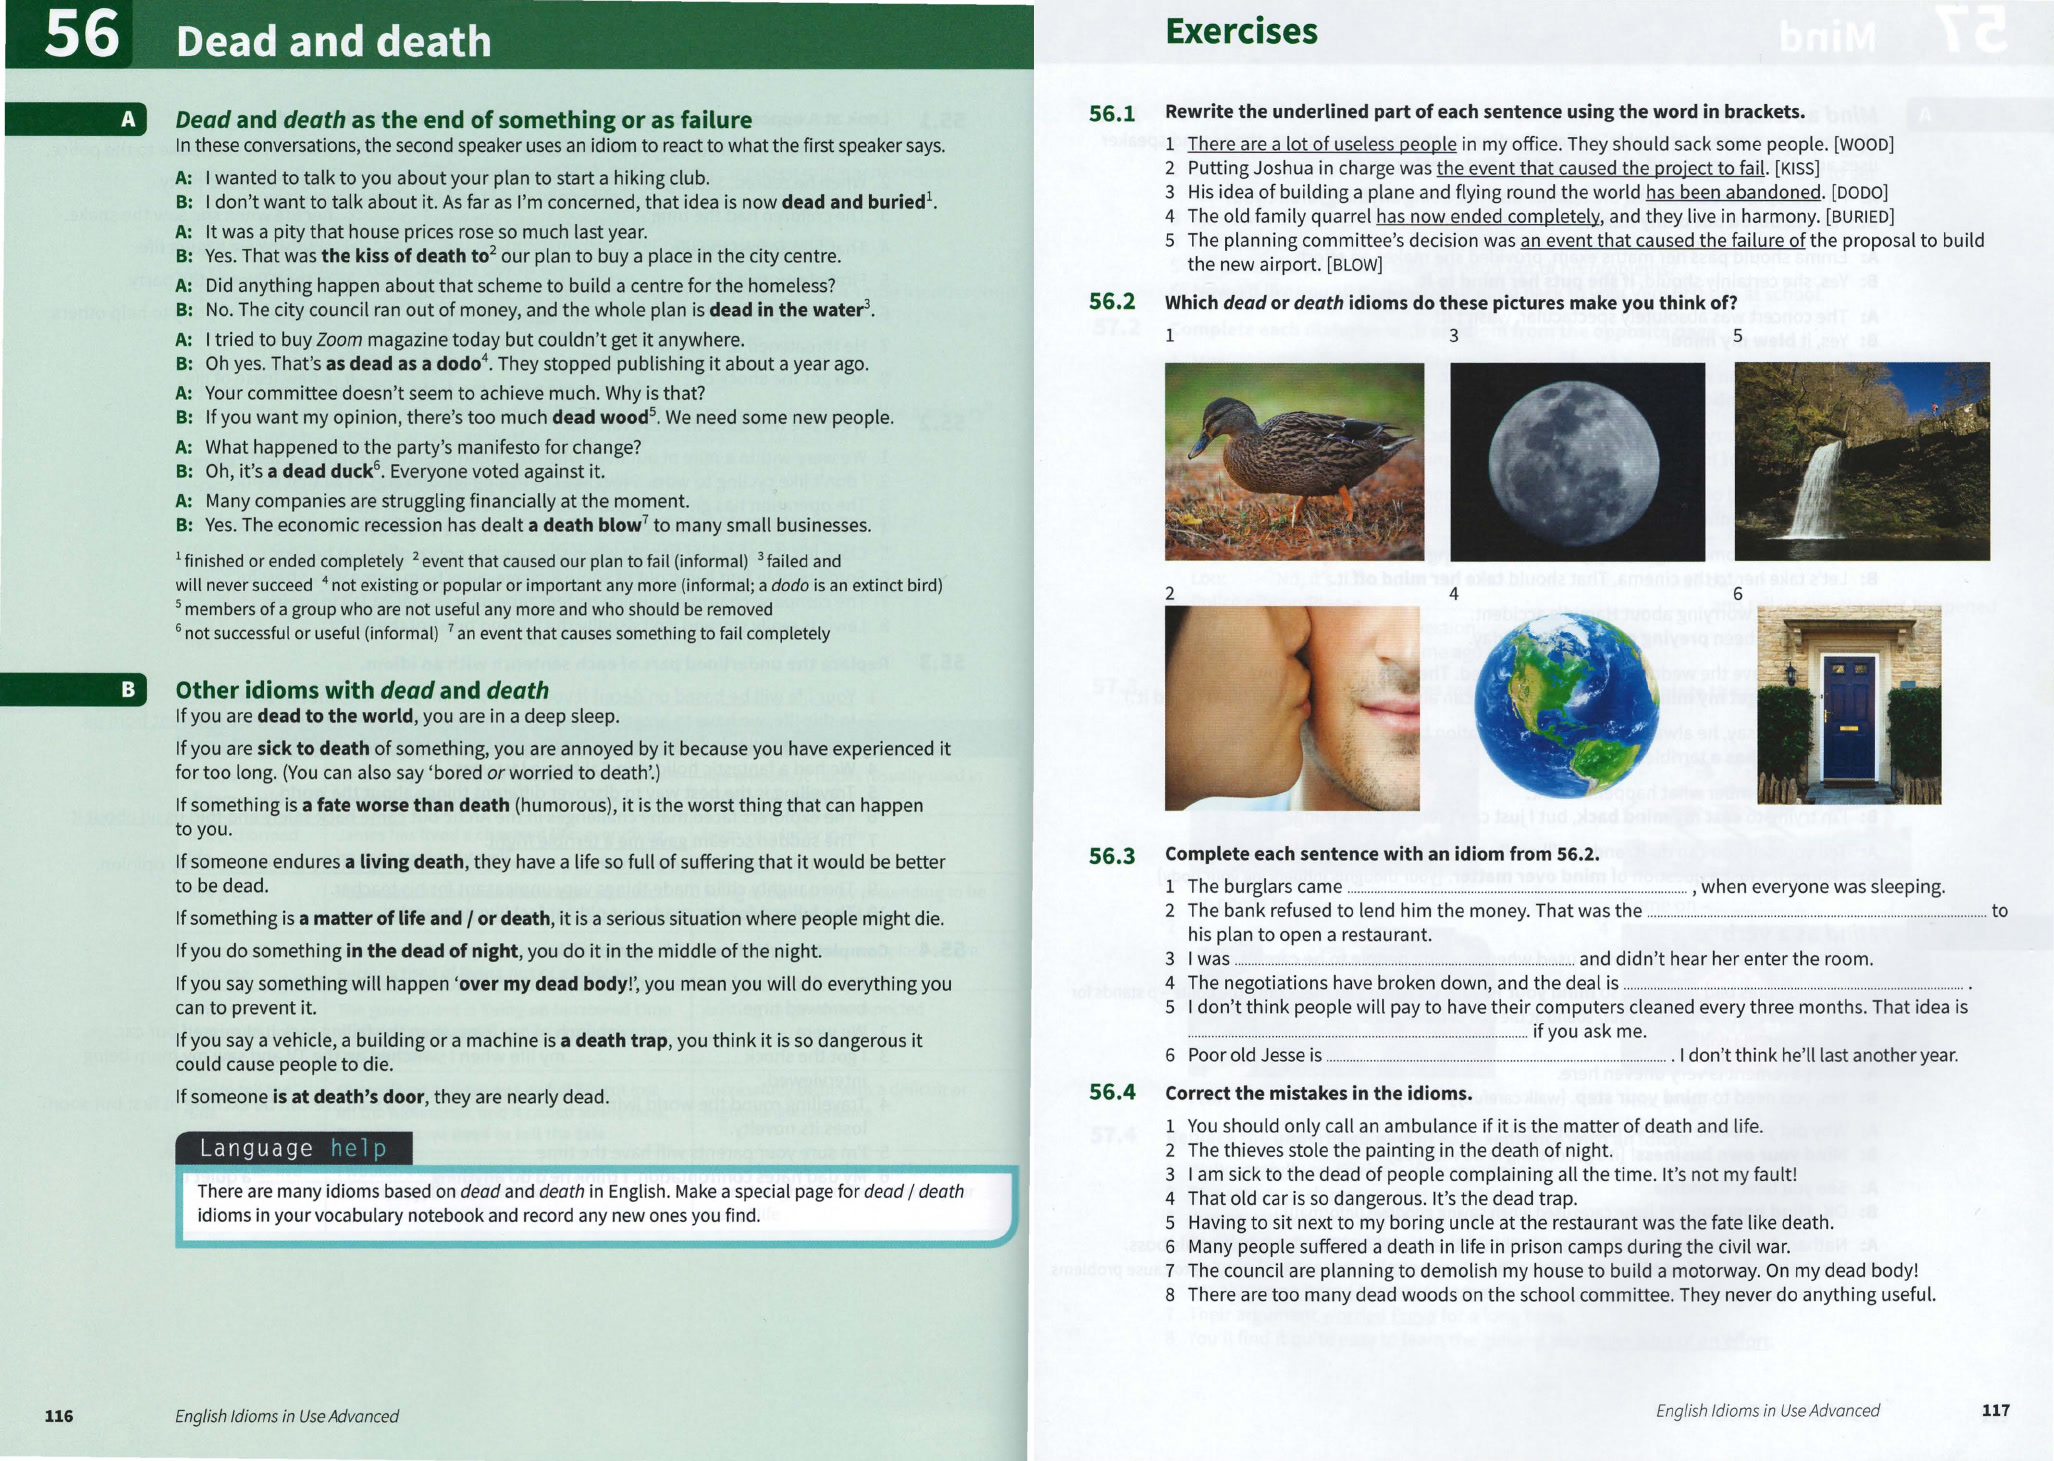 56 Dead and death
A
Dead and death as the end of something or as failure
In these conversations, the second speaker uses an idiom to react to what the first speaker says.
A: I wanted to talk to you about your plan to start a hiking club.
B: I don't want to talk about it. As far as I'm concerned, that idea is now dead and buried¹.
A: It was a pity that house prices rose so much last year.
B: Yes. That was the kiss of death to² our plan to buy a place in the city centre.
A: Did anything happen about that scheme to build a centre for the homeless?
B: No. The city council ran out of money, and the whole plan is dead in the water³.
A: I tried to buy Zoom magazine today but couldn't get it anywhere.
B: Oh yes. That's as dead as a dodo⁴. They stopped publishing it about a year ago.
A: Your committee doesn't seem to achieve much. Why is that?
B: If you want my opinion, there's too much dead wood⁵. We need some new people.
A: What happened to the party's manifesto for change?
B: Oh, it's a dead duck⁶. Everyone voted against it.
A: Many companies are struggling financially at the moment.
B: Yes. The economic recession has dealt a death blow⁷ to many small businesses.
¹ finished or ended completely ² event that caused our plan to fail (informal) ³ failed and
will never succeed ⁴ not existing or popular or important any more (informal; a dodo is an extinct bird)
⁵ members of a group who are not useful any more and who should be removed
⁶ not successful or useful (informal) ⁷ an event that causes something to fail completely
B
Other idioms with dead and death
If you are dead to the world, you are in a deep sleep.
If you are sick to death of something, you are annoyed by it because you have experienced it
for too long. (You can also say 'bored or worried to death'.)
If something is a fate worse than death (humorous), it is the worst thing that can happen
to you.
If someone endures a living death, they have a life so full of suffering that it would be better
to be dead.
If something is a matter of life and / or death, it is a serious situation where people might die.
If you do something in the dead of night, you do it in the middle of the night.
If you say something will happen 'over my dead body!', you mean you will do everything you
can to prevent it.
If you say a vehicle, a building or a machine is a death trap, you think it is so dangerous it
could cause people to die.
If someone is at death's door, they are nearly dead.
Language help
There are many idioms based on dead and death in English. Make a special page for dead / death
idioms in your vocabulary notebook and record any new ones you find.
116 English Idioms in Use Advanced
Exercises
56.1 Rewrite the underlined part of each sentence using the word in brackets.
1 There are a lot of useless people in my office. They should sack some people. [WOOD]
2 Putting Joshua in charge was the event that caused the project to fail. [KISS]
3 His idea of building a plane and flying round the world has been abandoned. [DODO]
4 The old family quarrel has now ended completely, and they live in harmony. [BURIED]
5 The planning committee's decision was an event that caused the failure of the proposal to build
the new airport. [BLOW]
56.2 Which dead or death idioms do these pictures make you think of?
1 3 5
2 4 6
56.3 Complete each sentence with an idiom from 56.2.
1 The burglars came ........................ , when everyone was sleeping.
2 The bank refused to lend him the money. That was the ........................ to
his plan to open a restaurant.
3 I was ........................ and didn't hear her enter the room.
4 The negotiations have broken down, and the deal is ........................ .
5 I don't think people will pay to have their computers cleaned every three months. That idea is
........................ if you ask me.
6 Poor old Jesse is ........................ . I don't think he'll last another year.
56.4 Correct the mistakes in the idioms.
1 You should only call an ambulance if it is the matter of death and life.
2 The thieves stole the painting in the death of night.
3 I am sick to the dead of people complaining all the time. It's not my fault!
4 That old car is so dangerous. It's the dead trap.
5 Having to sit next to my boring uncle at the restaurant was the fate like death.
6 Many people suffered a death in life in prison camps during the civil war.
7 The council are planning to demolish my house to build a motorway. On my dead body!
8 There are too many dead woods on the school committee. They never do anything useful.
English Idioms in Use Advanced 117